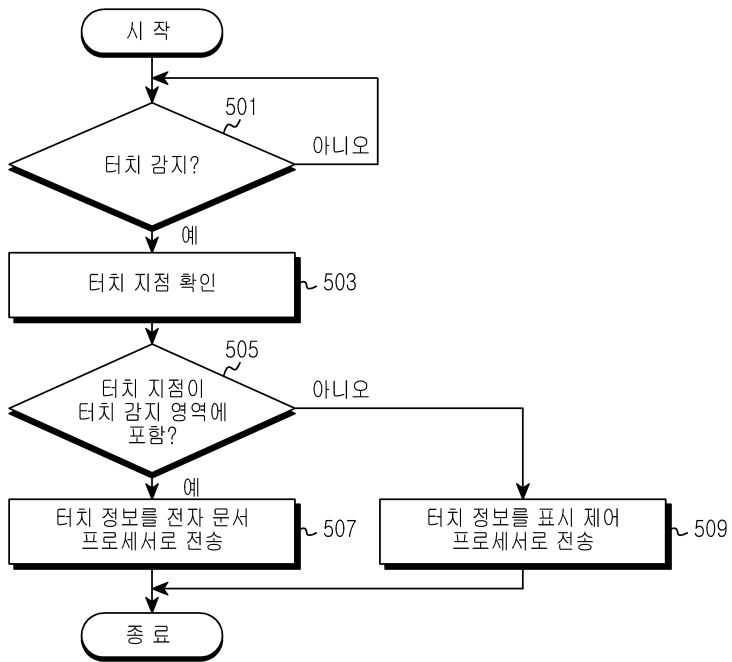 시 작
501
터치 감지?
아니오
예
터치 지점 확인
503
505
터치 지점이
터치 감지 영역에
포함?
아니오
예
터치 정보를 전자 문서
프로세서로 전송
507
터치 정보를 표시 제어
프로세서로 전송
509
종 료